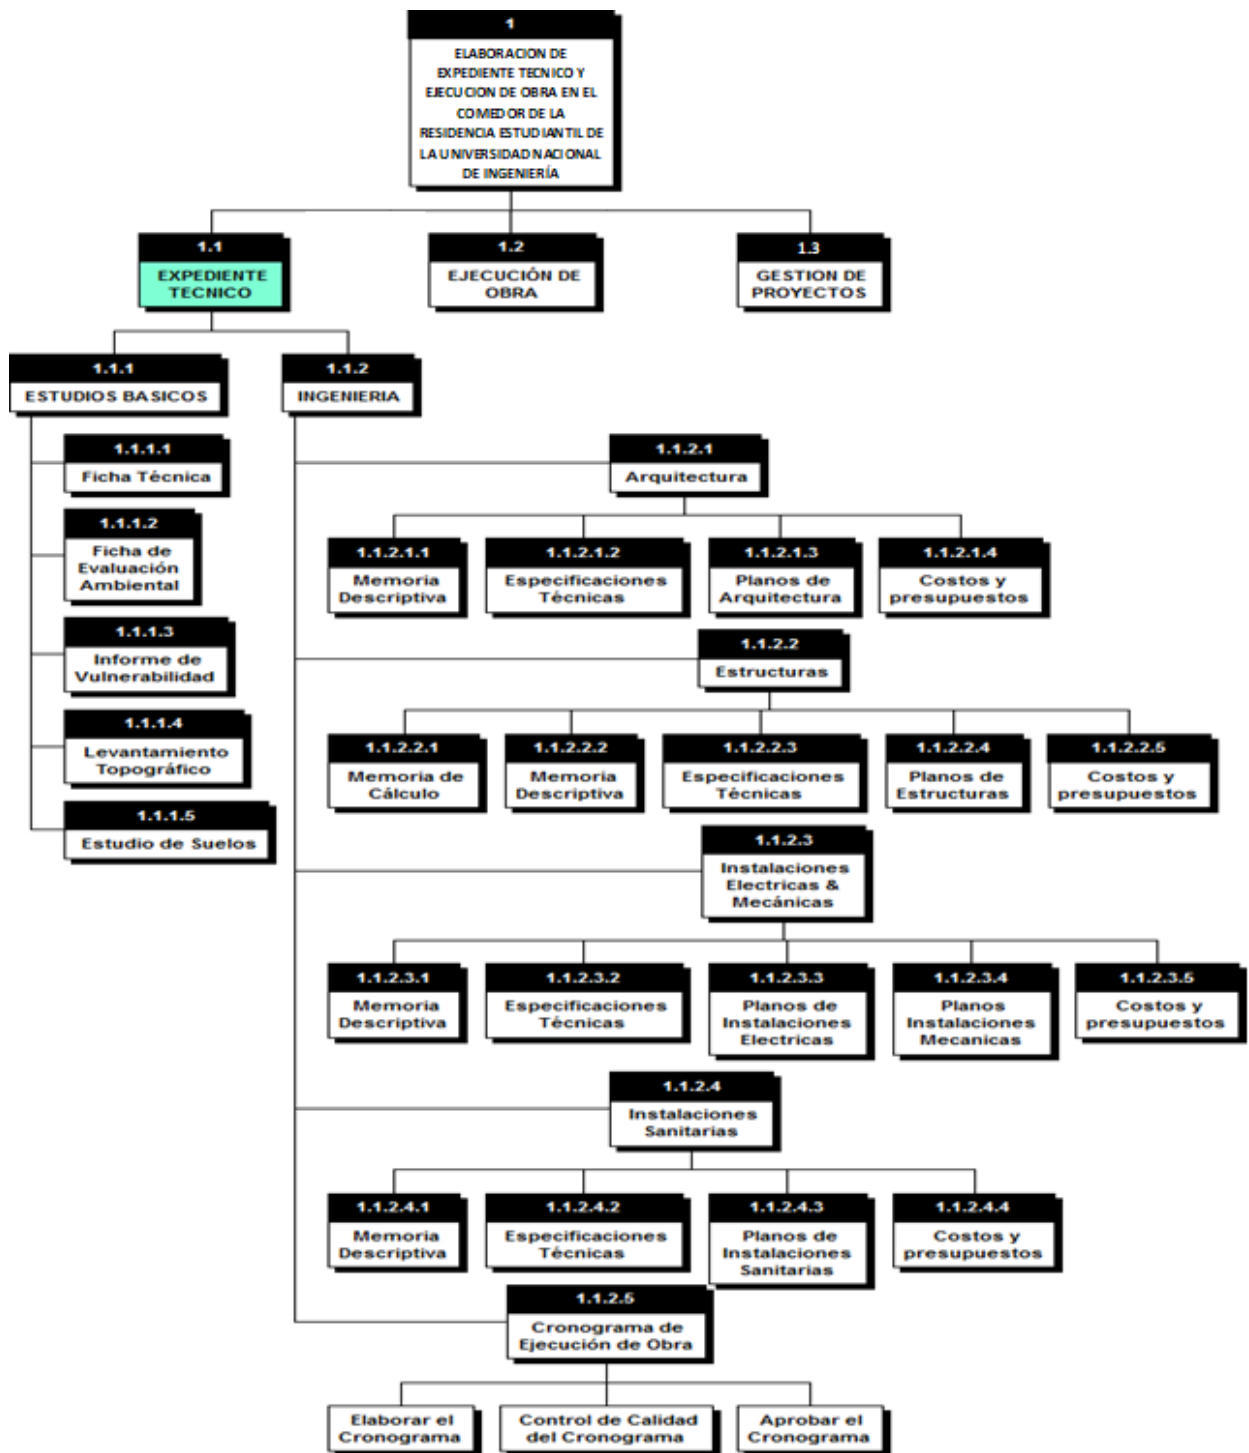 1
ELABORACION DE
EXPEDIENTE TECNICO Y
EJECUCION DE OBRA EN EL
COMEDOR DE LA
RESIDENCIA ESTUDIANTIL DE
LA UNIVERSIDAD NACIONAL
DE INGENIERÍA
1.1
EXPEDIENTE
TECNICO
1.2
EJECUCIÓN DE
OBRA
1.3
GESTION DE
PROYECTOS
1.1.1
ESTUDIOS BASICOS
1.1.2
INGENIERIA
1.1.1.1
Ficha Técnica
1.1.1.2
Ficha de
Evaluación
Ambiental
1.1.1.3
Informe de
Vulnerabilidad
1.1.1.4
Levantamiento
Topográfico
1.1.1.5
Estudio de Suelos
1.1.2.1
Arquitectura
1.1.2.1.1
Memoria
Descriptiva
1.1.2.1.2
Especificaciones
Técnicas
1.1.2.1.3
Planos de
Arquitectura
1.1.2.1.4
Costos y
presupuestos
1.1.2.2
Estructuras
1.1.2.2.1
Memoria de
Cálculo
1.1.2.2.2
Memoria
Descriptiva
1.1.2.2.3
Especificaciones
Técnicas
1.1.2.2.4
Planos de
Estructuras
1.1.2.2.5
Costos y
presupuestos
1.1.2.3
Instalaciones
Electricas &
Mecánicas
1.1.2.3.1
Memoria
Descriptiva
1.1.2.3.2
Especificaciones
Técnicas
1.1.2.3.3
Planos de
Instalaciones
Electricas
1.1.2.3.4
Planos
Instalaciones
Mecanicas
1.1.2.3.5
Costos y
presupuestos
1.1.2.4
Instalaciones
Sanitarias
1.1.2.4.1
Memoria
Descriptiva
1.1.2.4.2
Especificaciones
Técnicas
1.1.2.4.3
Planos de
Instalaciones
Sanitarias
1.1.2.4.4
Costos y
presupuestos
1.1.2.5
Cronograma de
Ejecución de Obra
Elaborar el
Cronograma
Control de Calidad
del Cronograma
Aprobar el
Cronograma